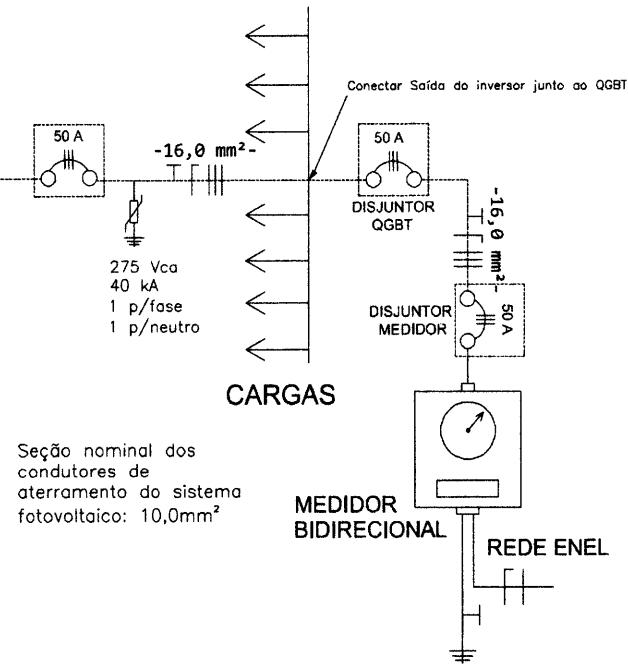 Conectar Saída do inversor junto ao QGBT
50 A
-16,0 mm²-
50 A
DISJUNTOR
QGBT
-16,0 mm²-
275 Vca
40 kA
1 p/fase
1 p/neutro
DISJUNTOR
MEDIDOR
50 A
CARGAS
Seção nominal dos
condutores de
aterramento do sistema
fotovoltaico: 10,0mm²
MEDIDOR
BIDIRECIONAL
REDE ENEL